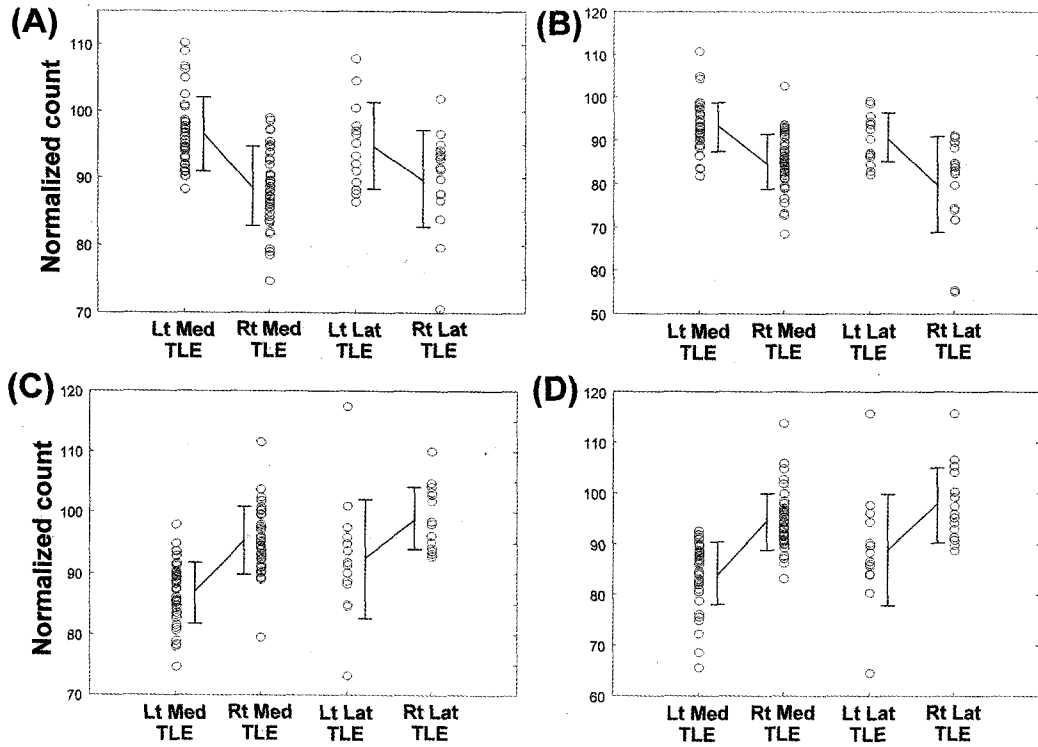 (A)
Normalized count
110
100
90
80
70
Lt Med TLE
Rt Med TLE
Lt Lat TLE
Rt Lat TLE
(B)
120
110
100
90
80
70
60
50
Lt Med TLE
Rt Med TLE
Lt Lat TLE
Rt Lat TLE
(C)
Normalized count
120
110
100
90
80
70
Lt Med TLE
Rt Med TLE
Lt Lat TLE
Rt Lat TLE
(D)
120
110
100
90
80
70
60
Lt Med TLE
Rt Med TLE
Lt Lat TLE
Rt Lat TLE